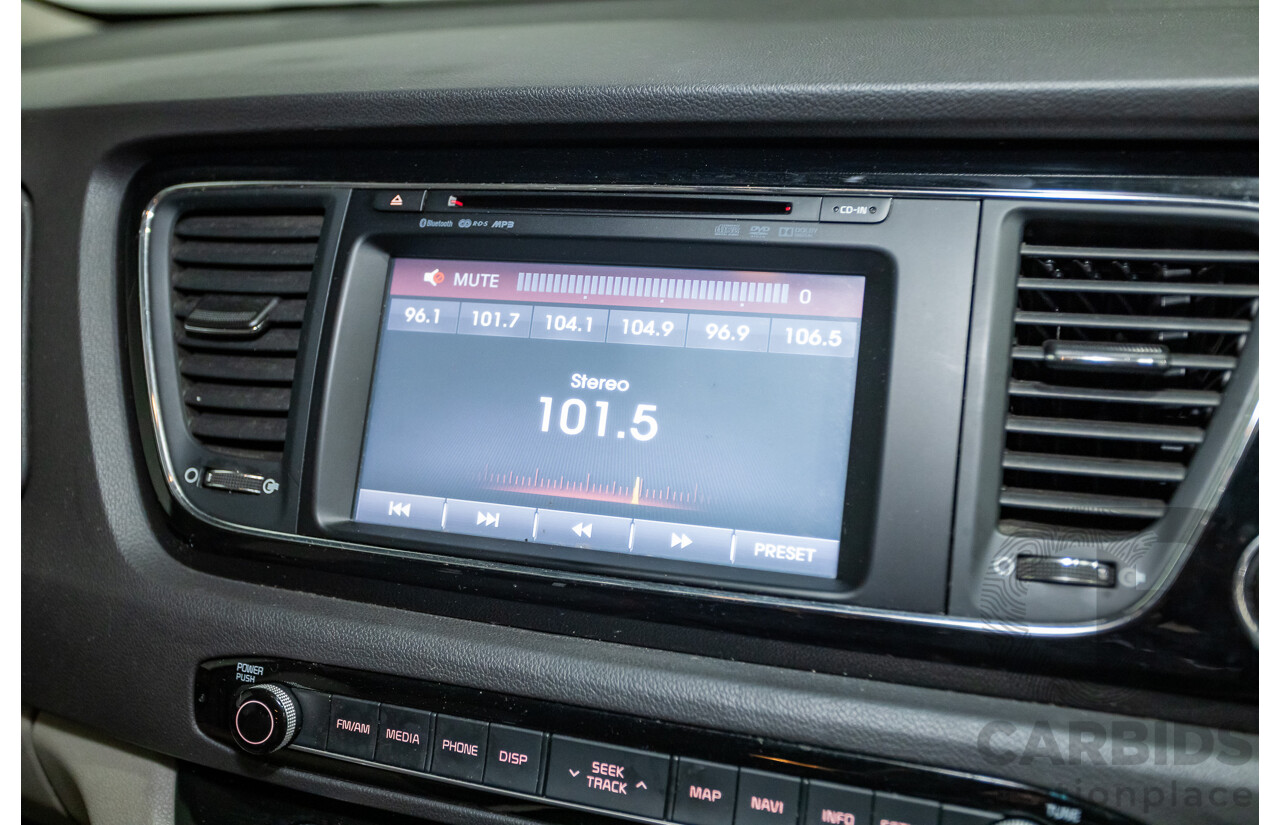 CD-IN
Bluetooth RDS MP3
DVD DOLBY
MUTE 0
96.1 101.7 104.1 104.9 96.9 106.5
Stereo
101.5
PRESET
POWER
PUSH
FM/AM MEDIA PHONE DISP SEEK TRACK MAP NAVI INFO
TUNE
CARBIDS
auctionplace